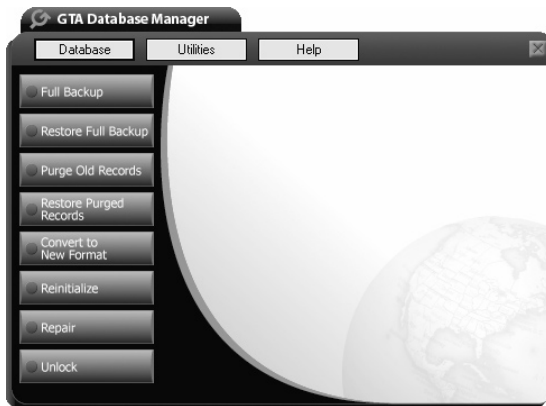 GTA Database Manager
Database Utilities Help
Full Backup
Restore Full Backup
Purge Old Records
Restore Purged
Records
Convert to
New Format
Reinitialize
Repair
Unlock